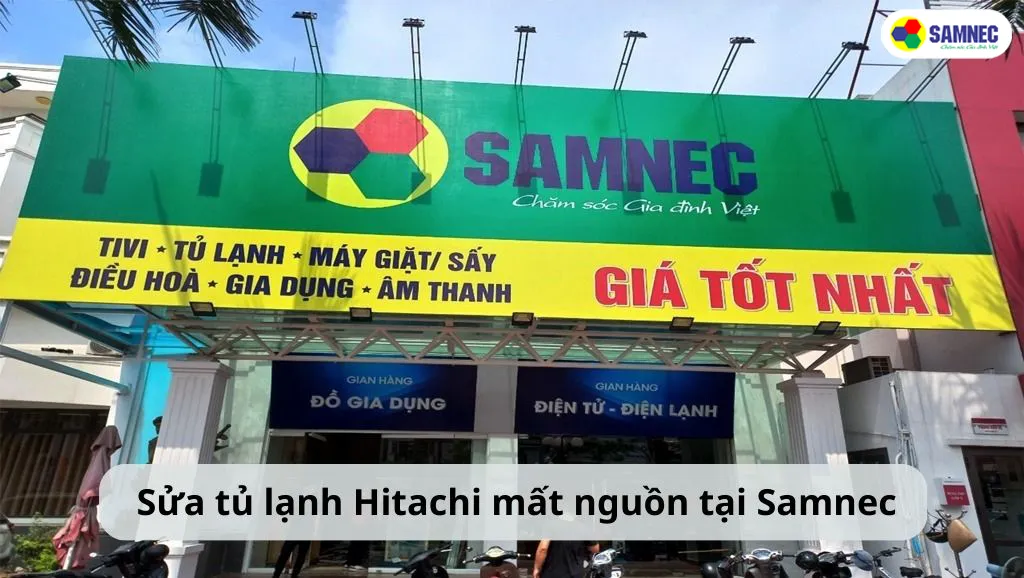 SAMNEC
Chăm sóc Gia đình Việt
SAMNEC
Chăm sóc Gia đình Việt
TIVI * TỦ LẠNH * MÁY GIẶT/ SẤY
ĐIỀU HOÀ * GIA DỤNG * ÂM THANH
GIÁ TỐT NHẤT
GIAN HÀNG
ĐỒ GIA DỤNG
GIAN HÀNG
ĐIỆN TỬ - ĐIỆN LẠNH
Sửa tủ lạnh Hitachi mất nguồn tại Samnec